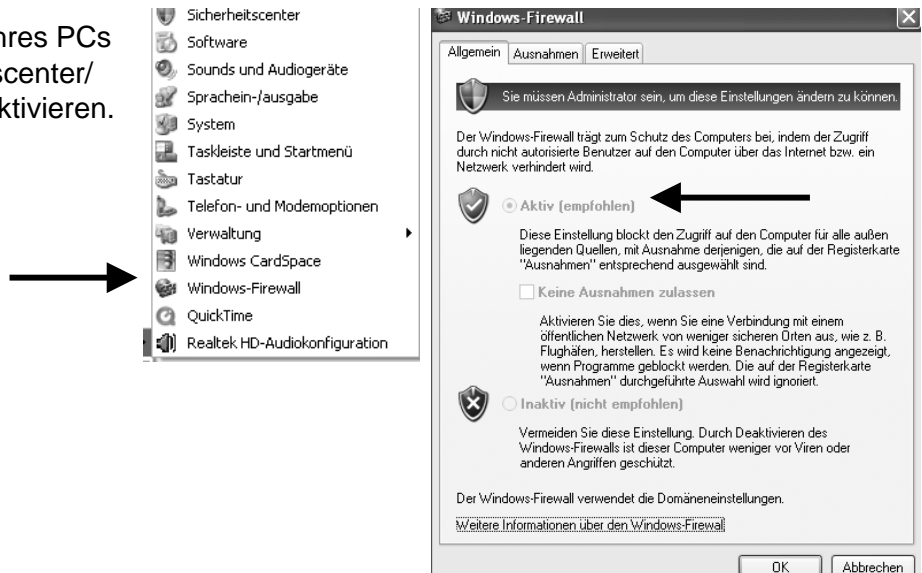 hres PCs
scenter/
ktivieren.
Sicherheitscenter
Software
Sounds und Audiogeräte
Sprachein-/ausgabe
System
Taskleiste und Startmenü
Tastatur
Telefon- und Modemoptionen
Verwaltung
Windows CardSpace
Windows-Firewall
QuickTime
Realtek HD-Audiokonfiguration
Windows-Firewall
Allgemein Ausnahmen Erweitert
Sie müssen Administrator sein, um diese Einstellungen ändern zu können.
Der Windows-Firewall trägt zum Schutz des Computers bei, indem der Zugriff
durch nicht autorisierte Benutzer auf den Computer über das Internet bzw. ein
Netzwerk verhindert wird.
Aktiv (empfohlen)
Diese Einstellung blockt den Zugriff auf den Computer für alle außen
liegenden Quellen, mit Ausnahme derjenigen, die auf der Registerkarte
"Ausnahmen" entsprechend ausgewählt sind.
Keine Ausnahmen zulassen
Aktivieren Sie dies, wenn Sie eine Verbindung mit einem
öffentlichen Netzwerk von weniger sicheren Orten aus, wie z. B.
Flughäfen, herstellen. Es wird keine Benachrichtigung angezeigt,
wenn Programme geblockt werden. Die auf der Registerkarte
"Ausnahmen" durchgeführte Auswahl wird ignoriert.
Inaktiv (nicht empfohlen)
Vermeiden Sie diese Einstellung. Durch Deaktivieren des
Windows-Firewalls ist dieser Computer weniger vor Viren oder
anderen Angriffen geschützt.
Der Windows-Firewall verwendet die Domäneneinstellungen.
Weitere Informationen über den Windows-Firewal
OK Abbrechen